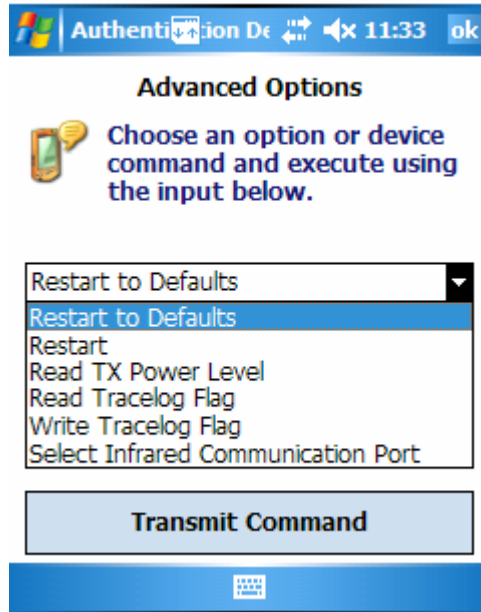 Authenti tion De 11:33 ok
Advanced Options
Choose an option or device
command and execute using
the input below.
Restart to Defaults
Restart to Defaults
Restart
Read TX Power Level
Read Tracelog Flag
Write Tracelog Flag
Select Infrared Communication Port
Transmit Command